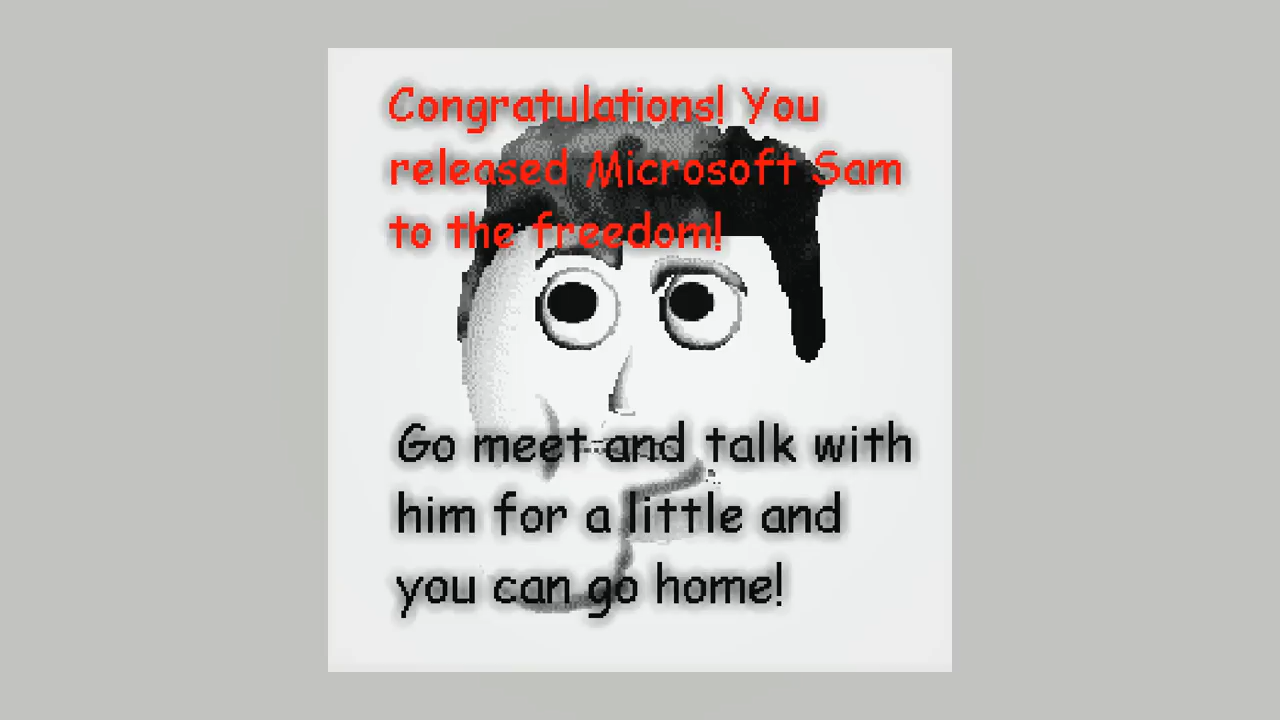 Congratulations! You
released Microsoft Sam
to the freedom!
Go meet and talk with
him for a little and
you can go home!